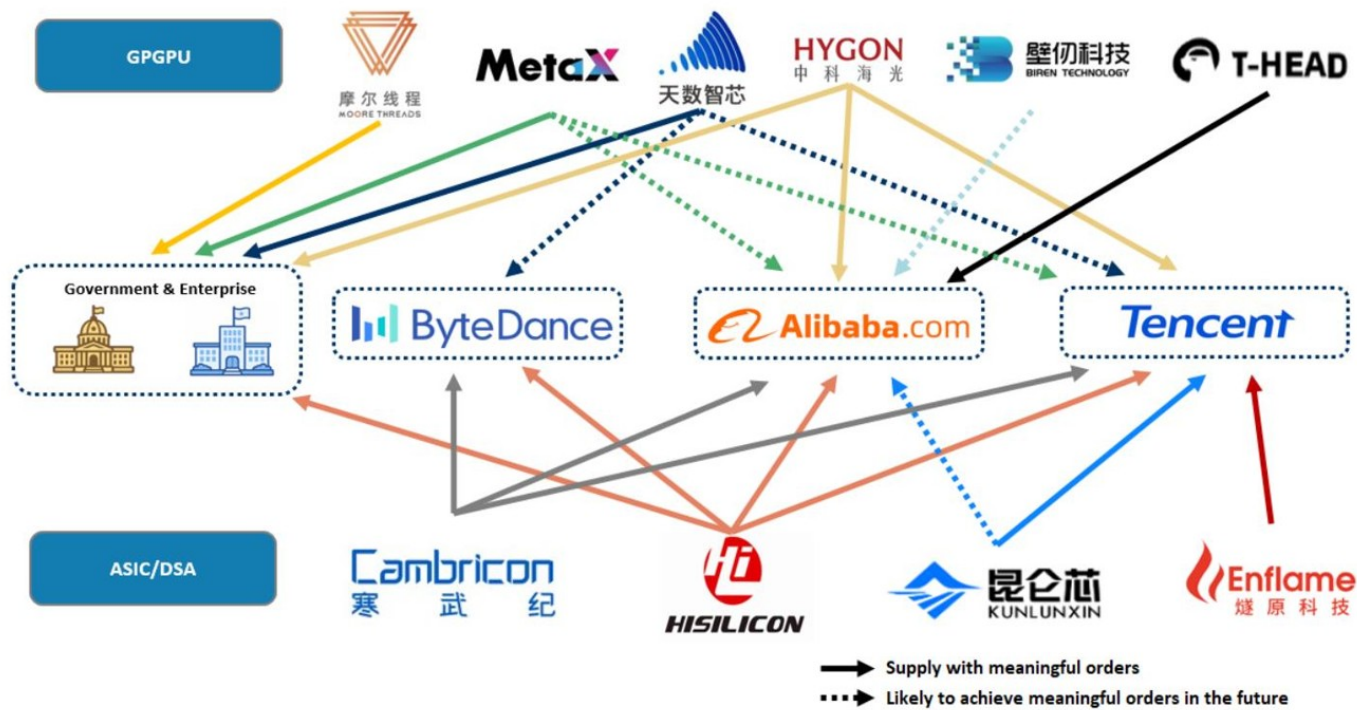 GPGPU
摩尔线程
MOORE THREADS
MetaX
天数智芯
HYGON
中科海光
壁仞科技
BIREN TECHNOLOGY
T-HEAD
Government & Enterprise
ByteDance
Alibaba.com
Tencent
ASIC/DSA
Cambricon
寒 武 纪
Hi
HISILICON
昆仑芯
KUNLUNXIN
Enflame
燧原科技
Supply with meaningful orders
Likely to achieve meaningful orders in the future